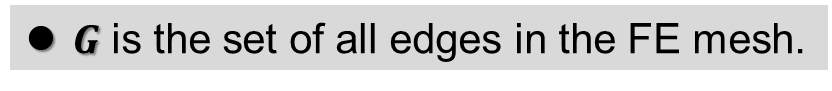 ● G is the set of all edges in the FE mesh.